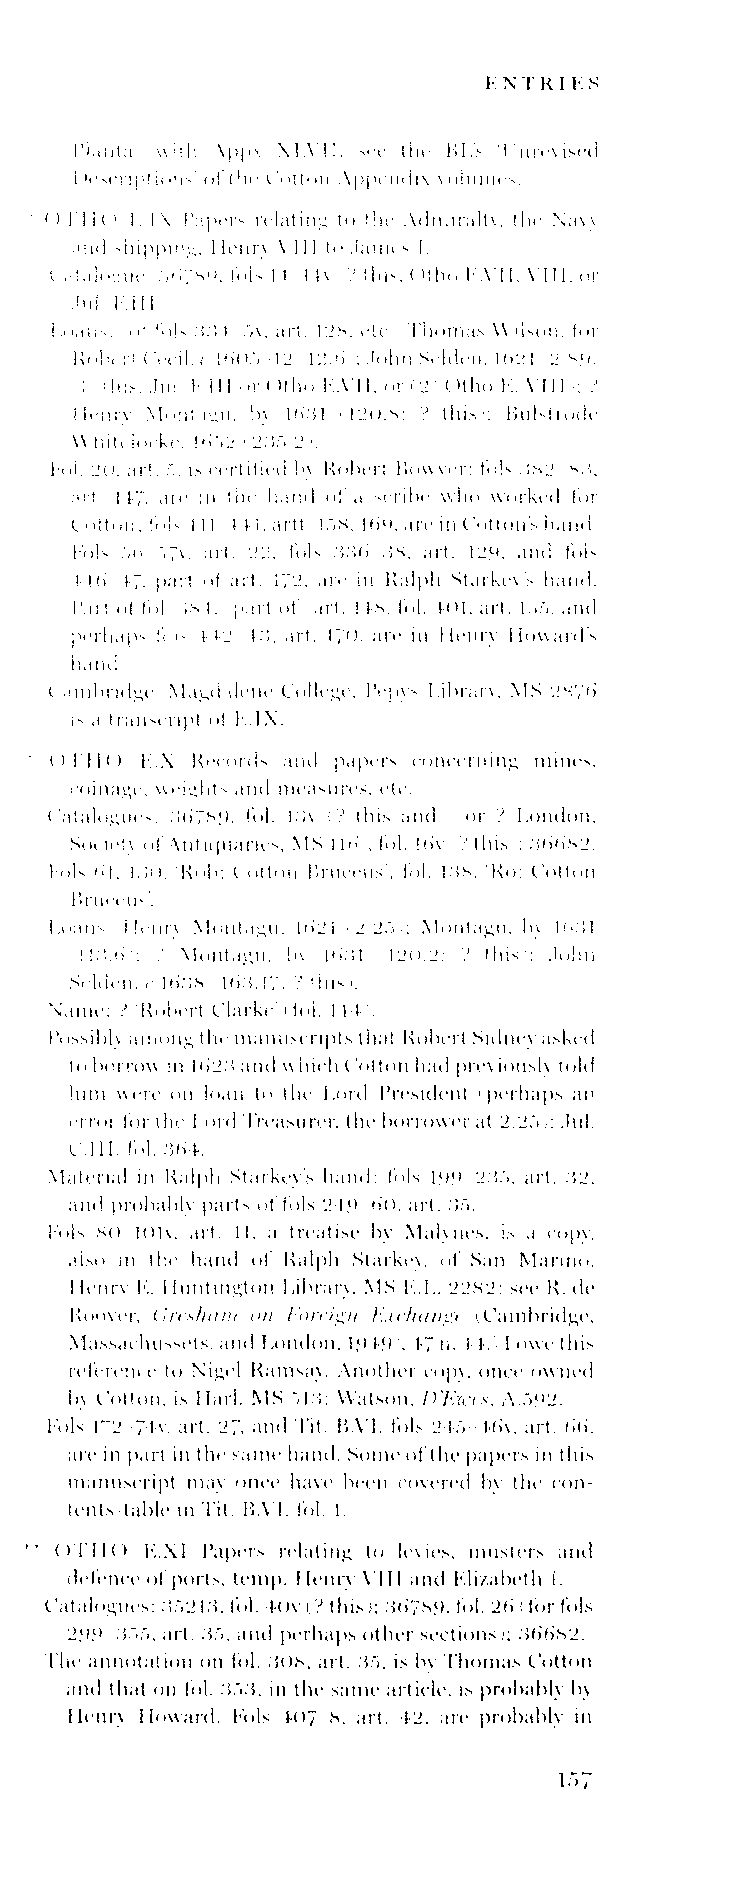 ENTRIES
Planta with Appx XLVII, see the BL's 'Unrevised
Descriptions' of the Cotton Appendix volumes.
* OTHO E.IX Papers relating to the Admiralty, the Navy
and shipping, Henry VIII to James I.
Catalogue: 36789, fols 14–14v (? this, Otho E.VII, VIII, or
Jul. E.III
Loans: of fols 334–5v, art. 128, etc. Thomas Wilson, for
Robert Cecil, c.1605 (2.12.6); John Selden, 1621 (2.89.
this, Jul. E.III or Otho E.VII, or (2) Otho E.VIII); ?
Henry Montagu, by 1631 (120.8: ? this); Bulstrode
Whitelocke, 1652 (235.2).
Fol. 20, art. 5, is certified by Robert Bowyer; fols 382–83,
art. 147, are in the hand of a scribe who worked for
Cotton, fols 411–444, artt. 158, 169, are in Cotton's hand.
Fols 56–57v, art. 22, fols 336–38, art. 129, and fols
446–47, part of art. 172, are in Ralph Starkey's hand.
Part of fol. 384, (part of) art. 148, fol. 401, art. 155, and
perhaps fols 442–43, art. 170, are in Henry Howard's
hand.
Cambridge, Magdalene College, Pepys Library, MS 2876
is a transcript of E.IX.
* OTHO E.X Records and papers concerning mines,
coinage, weights and measures, etc.
Catalogues: 36789, fol. 13v (? this and / or ? London,
Society of Antiquaries, MS 116), fol. 16v (? this); 36682.
Fols 61, 130, 'Rob: Cotton Bruceus', fol. 138, 'Ro: Cotton
Bruceus'.
Loans: Henry Montagu, 1621 (2.25); Montagu, by 1631
(113.6); ? Montagu, by 1631 (120.2: ? this); John
Selden, c.1638 (163.17, ? this).
Name: ? 'Robert Clarke' (fol. 144).
Possibly among the manuscripts that Robert Sidney asked
to borrow in 1623 and which Cotton had previously told
him were on loan to the Lord President (perhaps an
error for the Lord Treasurer, the borrower at 2.25): Jul.
C.III, fol. 364.
Material in Ralph Starkey's hand: fols 199–235, art. 32,
and probably parts of fols 249–60, art. 35.
Fols 80–101v, art. 11, a treatise by Malynes, is a copy,
also in the hand of Ralph Starkey, of San Marino,
Henry E. Huntington Library, MS E.L. 2282: see R. de
Roover, Gresham on Foreign Exchange (Cambridge,
Massachussets, and London, 1949), 47 n. 44. I owe this
reference to Nigel Ramsay. Another copy, once owned
by Cotton, is Harl. MS 513: Watson, D'Ewes, A.592.
Fols 172–74v, art. 27, and Tit. B.VI, fols 245–46v, art. 66,
are in part in the same hand. Some of the papers in this
manuscript may once have been covered by the con-
tents-table in Tit. B.VI, fol. 1.
** OTHO E.XI Papers relating to levies, musters and
defence of ports, temp. Henry VIII and Elizabeth I.
Catalogues: 35213, fol. 40v (? this); 36789, fol. 26 (for fols
299–355, art. 35, and perhaps other sections); 36682.
The annotation on fol. 308, art. 35, is by Thomas Cotton
and that on fol. 353, in the same article, is probably by
Henry Howard. Fols 407–8, art. 42, are probably in
157